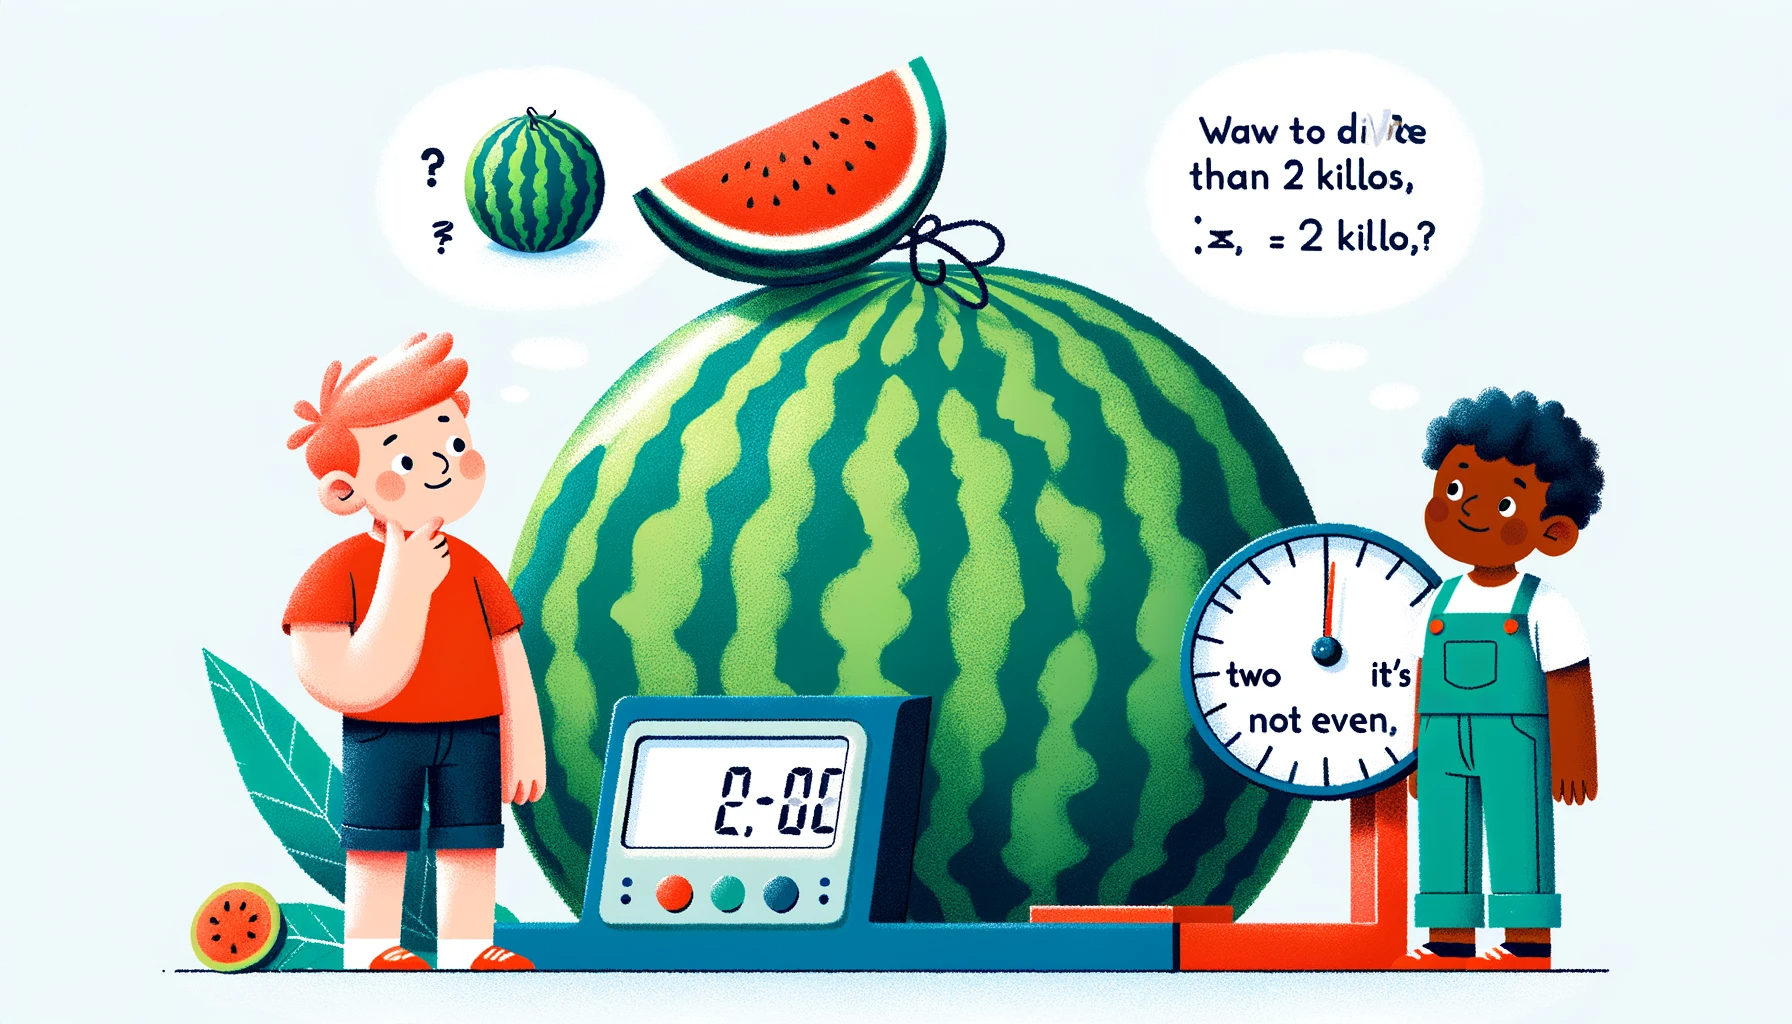 ?
?
Waw to
than 2 killos,
= 2 killo,?
two it's
not even,